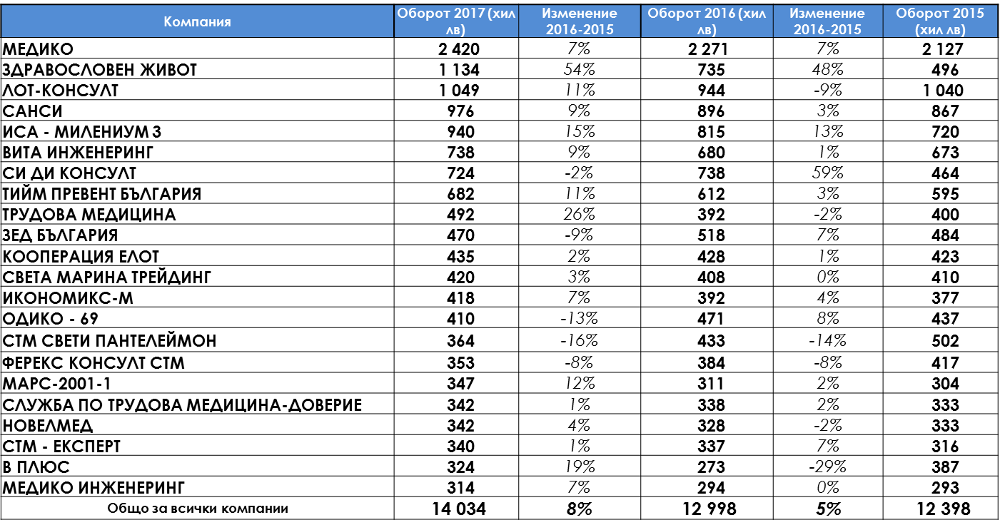 Компания Оборот 2017 (хил лв) Изменение 2016-2015 Оборот 2016 (хил лв) Изменение 2016-2015 Оборот 2015 (хил лв)
МЕДИКО 2 420 7% 2 271 7% 2 127
ЗДРАВОСЛОВЕН ЖИВОТ 1 134 54% 735 48% 496
ЛОТ-КОНСУЛТ 1 049 11% 944 -9% 1 040
САНСИ 976 9% 896 3% 867
ИСА - МИЛЕНИУМ 3 940 15% 815 13% 720
ВИТА ИНЖЕНЕРИНГ 738 9% 680 1% 673
СИ ДИ КОНСУЛТ 724 -2% 738 59% 464
ТИЙМ ПРЕВЕНТ БЪЛГАРИЯ 682 11% 612 3% 595
ТРУДОВА МЕДИЦИНА 492 26% 392 -2% 400
ЗЕД БЪЛГАРИЯ 470 -9% 518 7% 484
КООПЕРАЦИЯ ЕЛОТ 435 2% 428 1% 423
СВЕТА МАРИНА ТРЕЙДИНГ 420 3% 408 0% 410
ИКОНОМИКС-М 418 7% 392 4% 377
ОДИКО - 69 410 -13% 471 8% 437
СТМ СВЕТИ ПАНТЕЛЕЙМОН 364 -16% 433 -14% 502
ФЕРЕКС КОНСУЛТ СТМ 353 -8% 384 -8% 417
МАРС-2001-1 347 12% 311 2% 304
СЛУЖБА ПО ТРУДОВА МЕДИЦИНА-ДОВЕРИЕ 342 1% 338 2% 333
НОВЕЛМЕД 342 4% 328 -2% 333
СТМ - ЕКСПЕРТ 340 1% 337 7% 316
В ПЛЮС 324 19% 273 -29% 387
МЕДИКО ИНЖЕНЕРИНГ 314 7% 294 0% 293
Общо за всички компании 14 034 8% 12 998 5% 12 398